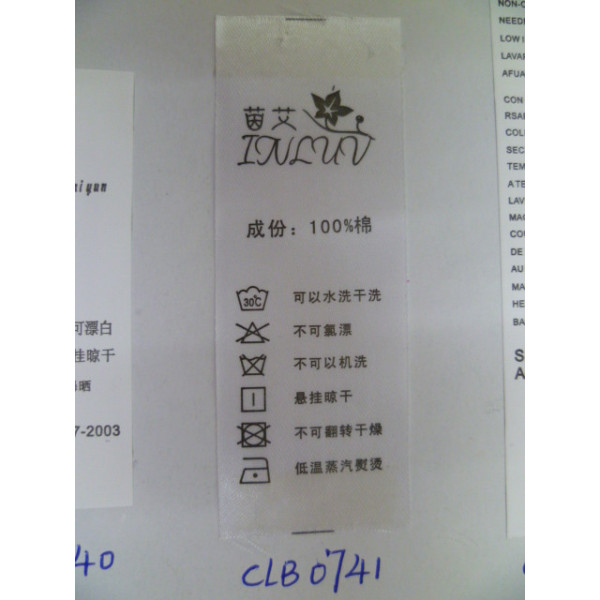 茵艾
INLUV
成份：100%棉
30℃ 可以水洗干洗
不可氯漂
不可以机洗
悬挂晾干
不可翻转干燥
低温蒸汽熨烫
CLB0741
可漂白
挂晾干
7-2003
40
NON-
NEED
LOW I
LAVA
AFUA
CON
RSA
COL
SEC
TEM
ATE
LAV
MAC
COU
DE
AU
MA
HE
BA
S
A